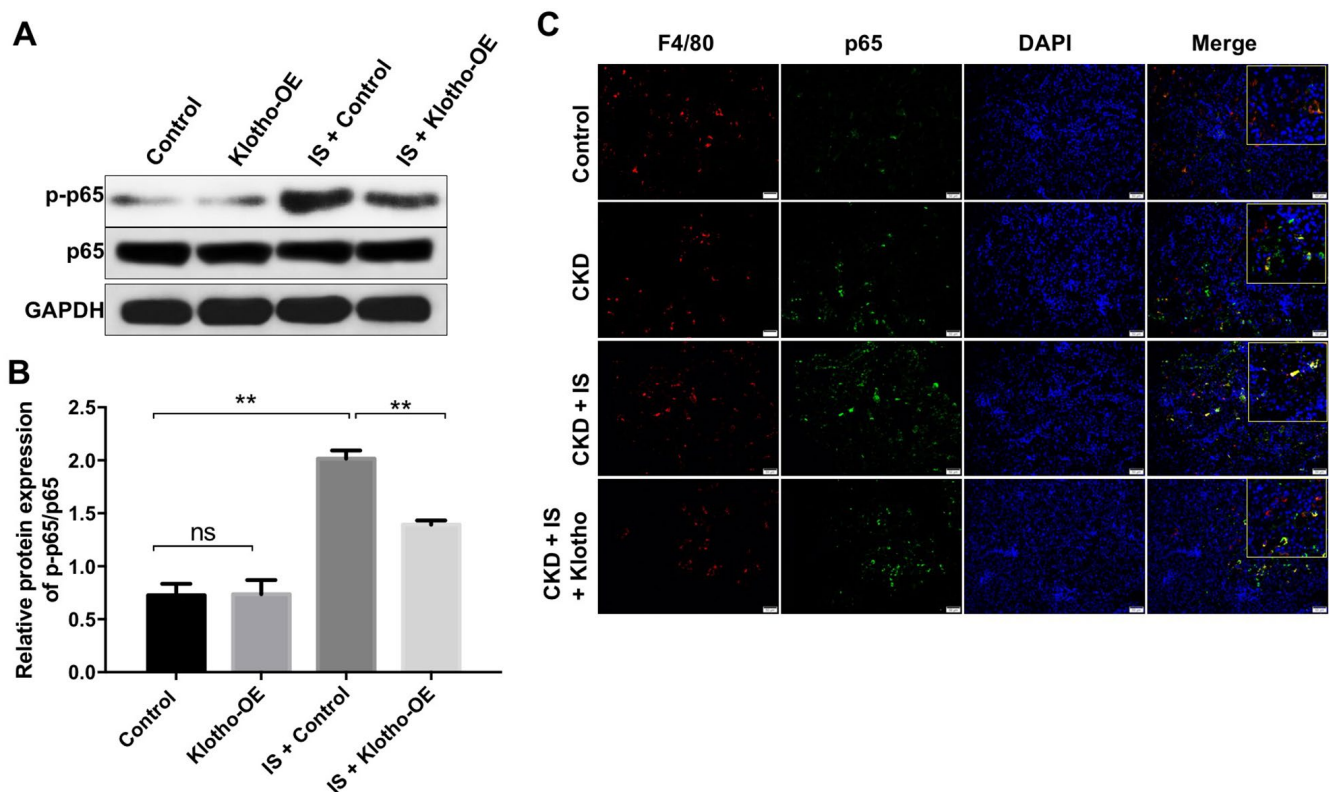 A
Control
Klotho-OE
IS + Control
IS + Klotho-OE
p-p65
p65
GAPDH
B
Relative protein expression
of p-p65/p65
2.5
2.0
1.5
1.0
0.5
0.0
**
**
ns
Control
Klotho-OE
IS + Control
IS + Klotho-OE
C
F4/80
p65
DAPI
Merge
Control
CKD
CKD + IS
CKD + IS
+ Klotho